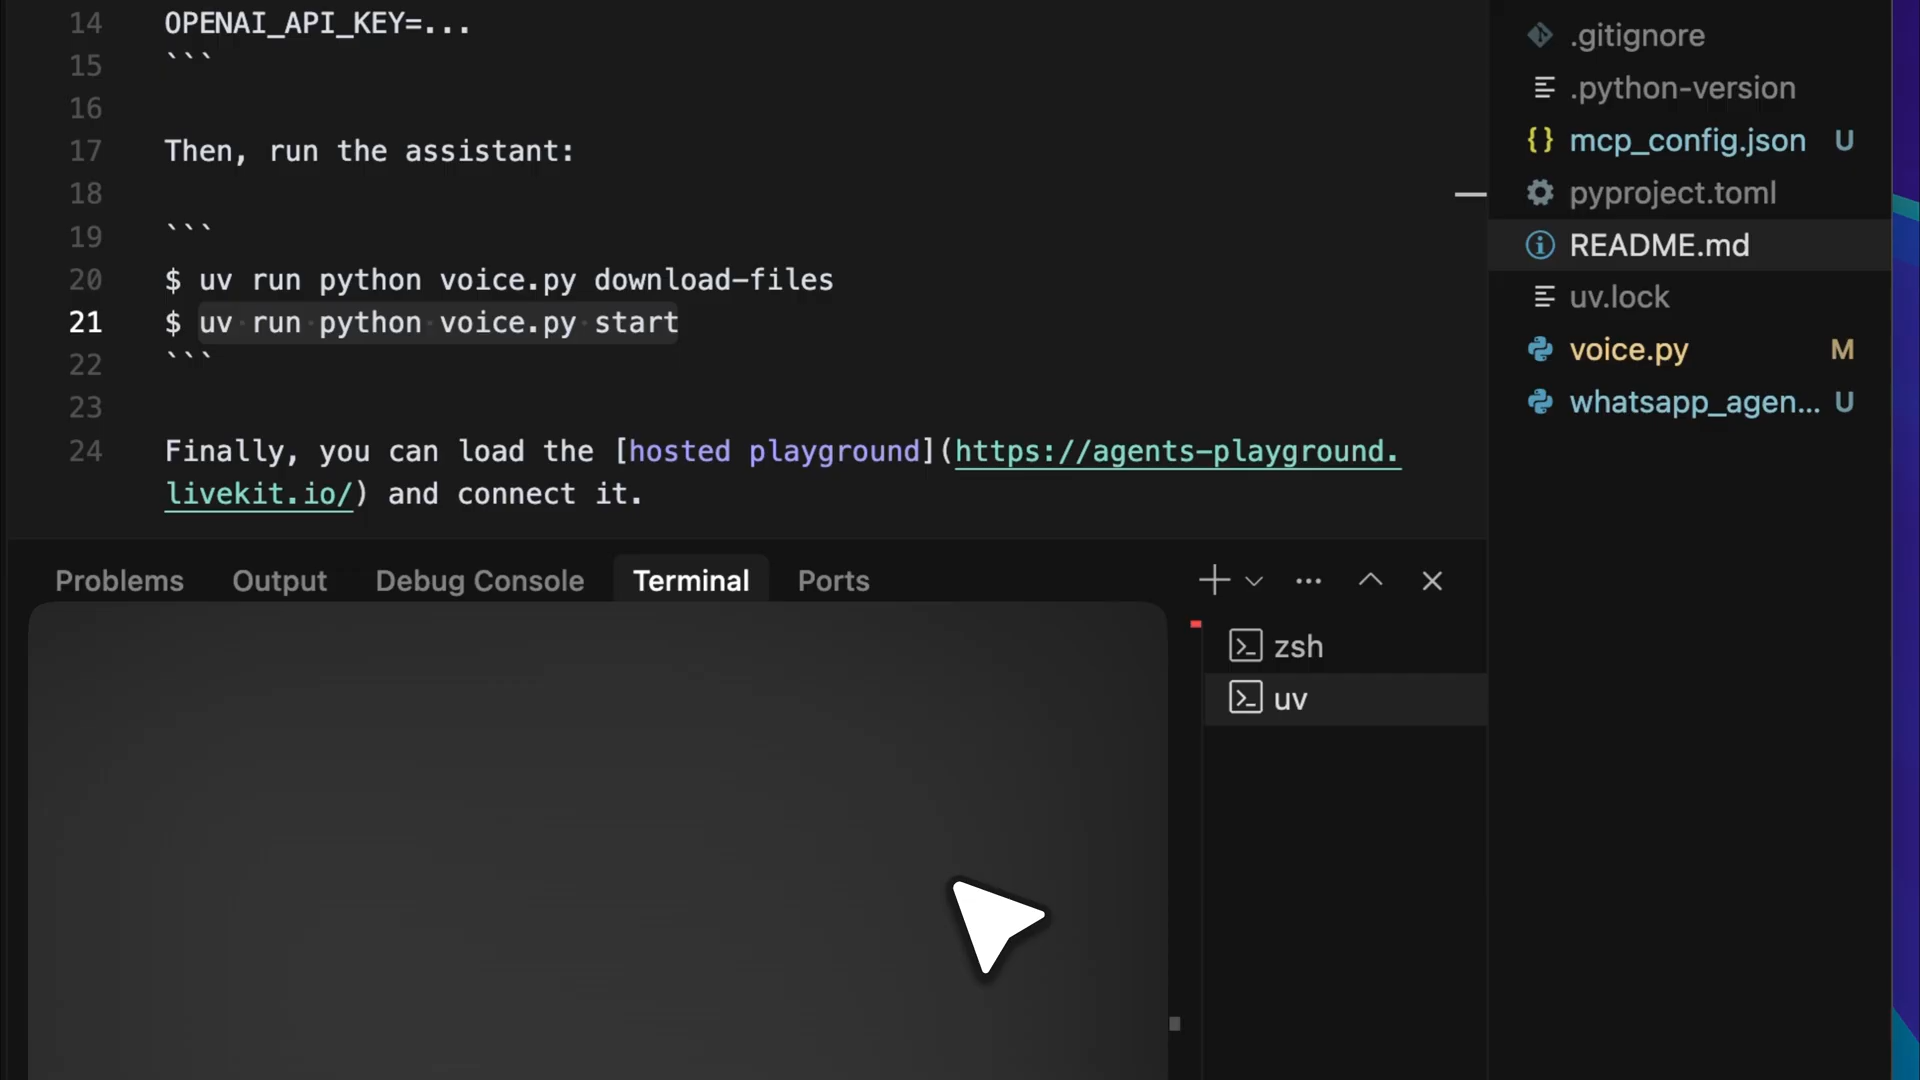 14 OPENAI_API_KEY=...
15 ```
16
17 Then, run the assistant:
18
19 ```
20 $ uv run python voice.py download-files
21 $ uv run python voice.py start
22 ```
23
24 Finally, you can load the [hosted playground](https://agents-playground.
livekit.io/) and connect it.
Problems Output Debug Console Terminal Ports
zsh
uv
.gitignore
.python-version
{} mcp_config.json U
pyproject.toml
README.md
uv.lock
voice.py M
whatsapp_agen... U